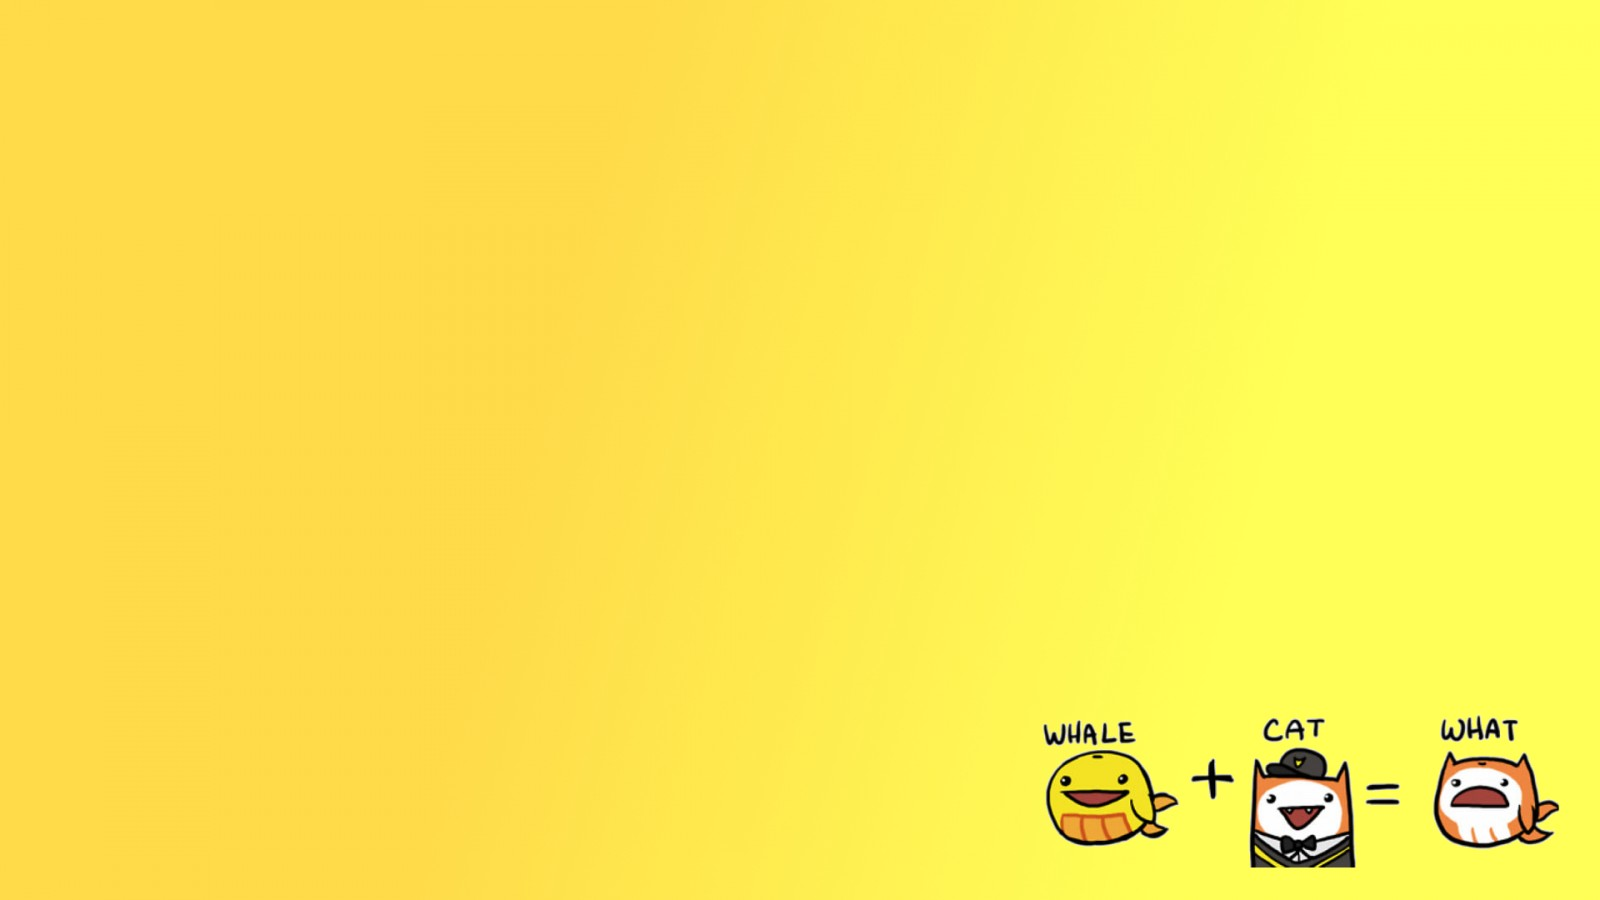 WHALE + CAT = WHAT